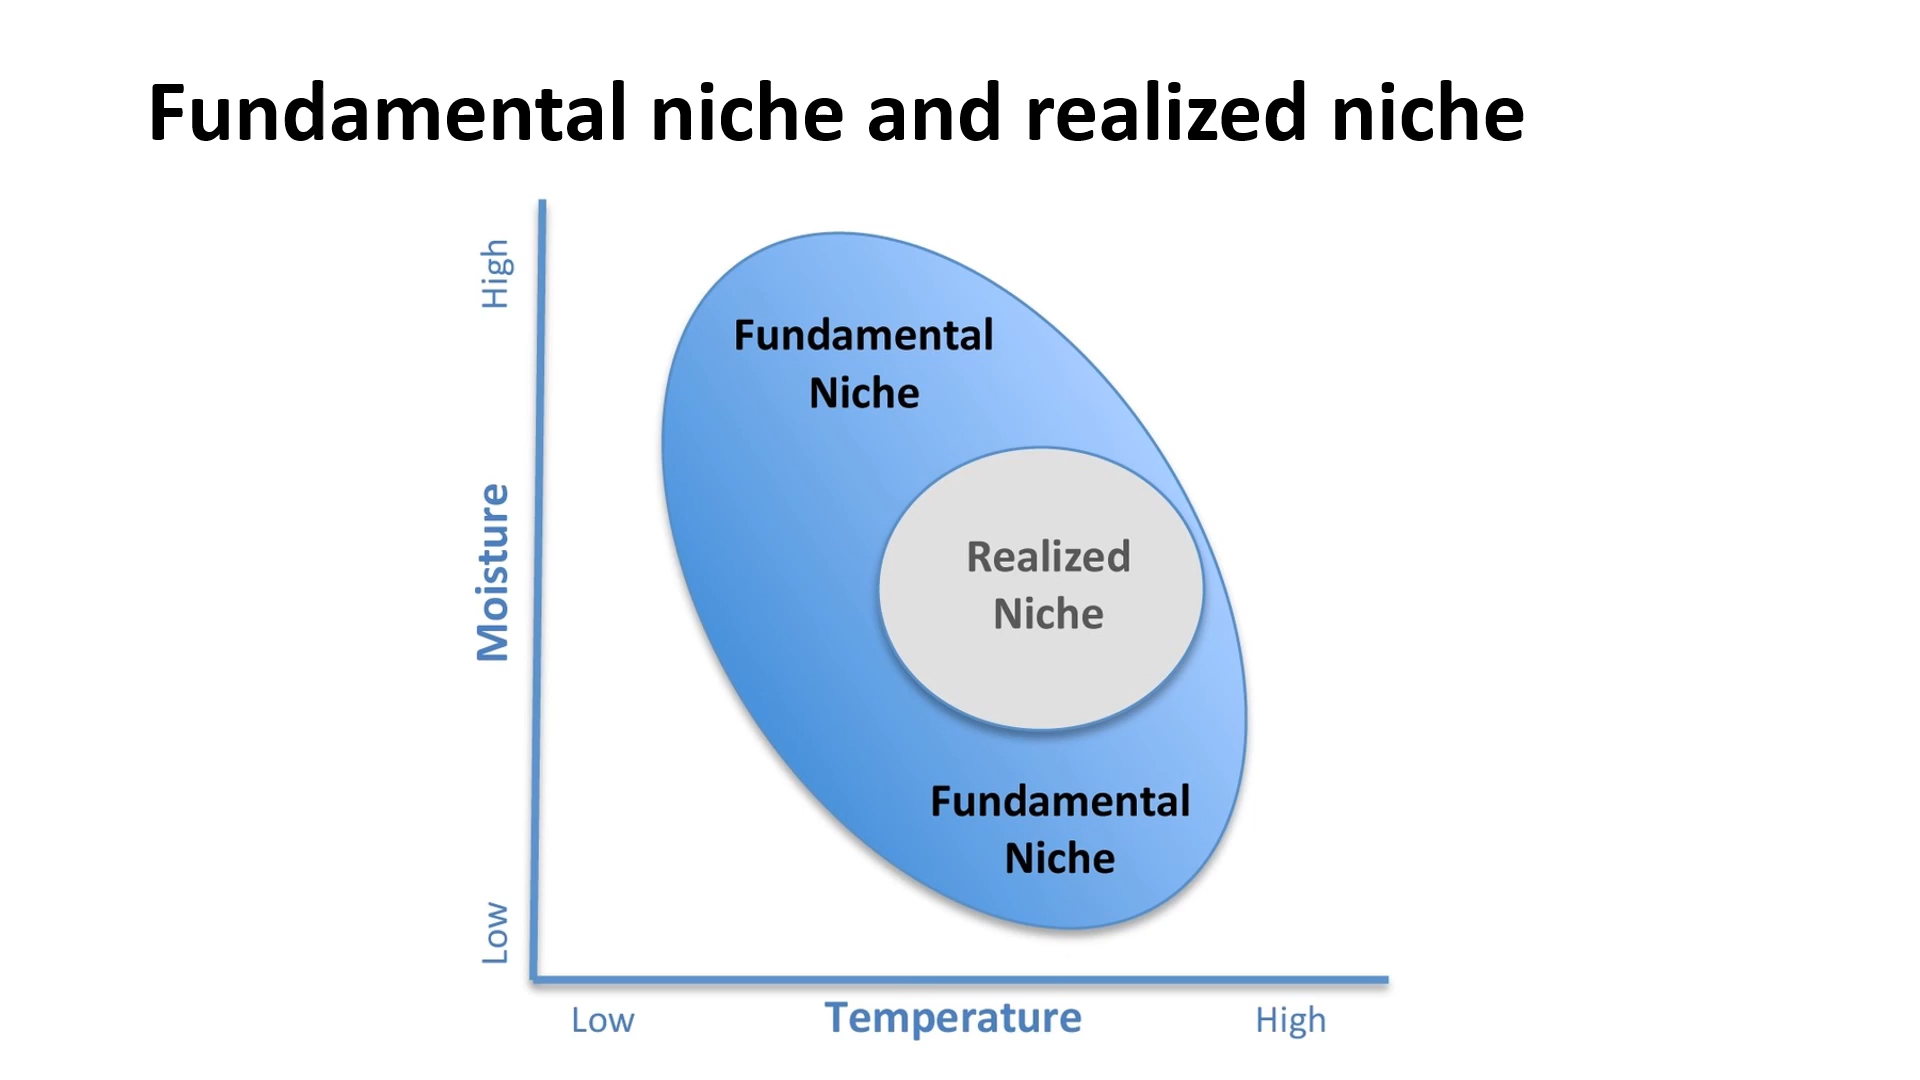 Fundamental niche and realized niche
High
Fundamental
Niche
Realized
Niche
Moisture
Fundamental
Niche
Low
Low
Temperature
High